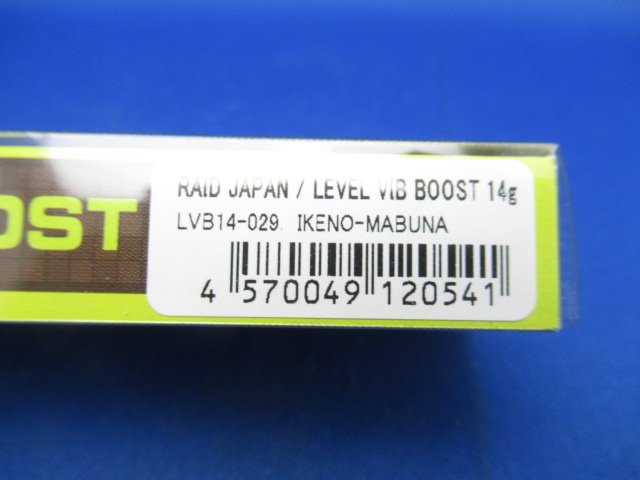 RAID JAPAN / LEVEL VIB BOOST 14g
OST
LVB14-029. IKENO-MABUNA
4 570049 120541